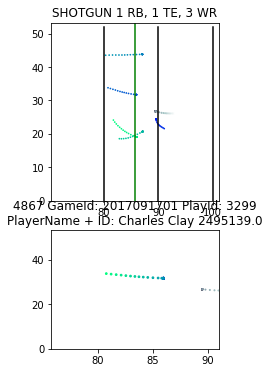 SHOTGUN 1 RB, 1 TE, 3 WR
50
40
30
20
10
0
80 90 100
4867 GameId: 2017091701 PlayId: 3299
PlayerName + ID: Charles Clay 2495139.0
40
20
0
80 85 90